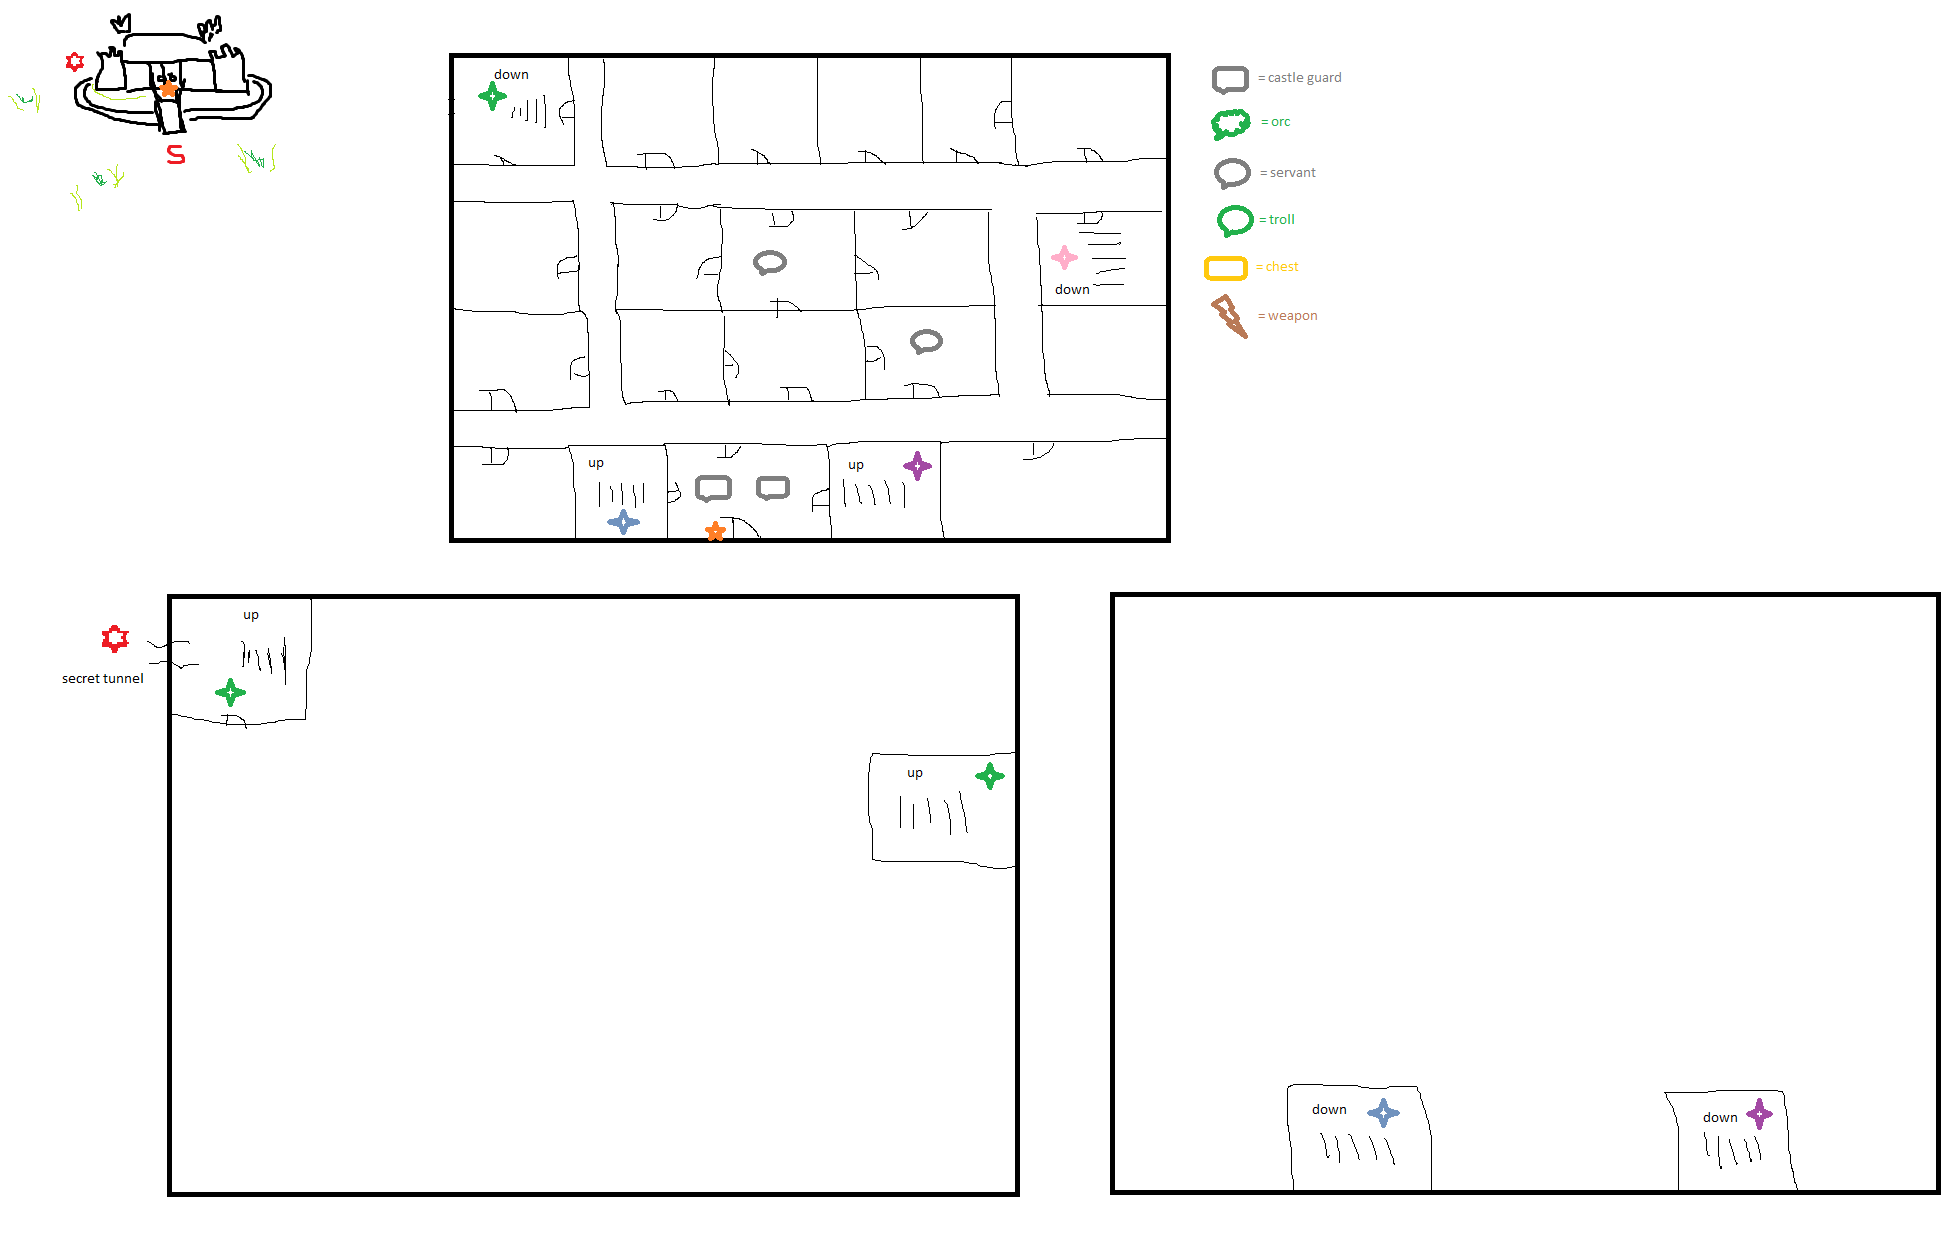 S
down
down
up
up
= castle guard
= orc
= servant
= troll
= chest
= weapon
secret tunnel
up
up
down
down